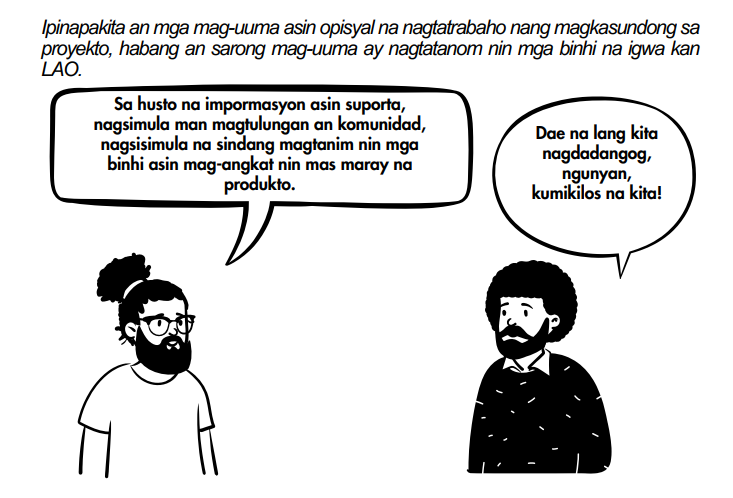 Ipinapakita an mga mag-uuma asin opisyal na nagtatrabaho nang magkasundong sa
proyekto, habang an sarong mag-uuma ay nagtatanom nin mga binhi na igwa kan
LAO.
Sa husto na impormasyon asin suporta,
nagsimula man magtulungan an komunidad,
nagsisimula na sindang magtanim nin mga
binhi asin mag-angkat nin mas maray na
produkto.
Dae na lang kita
nagdadangog,
ngunyan,
kumikilos na kita!